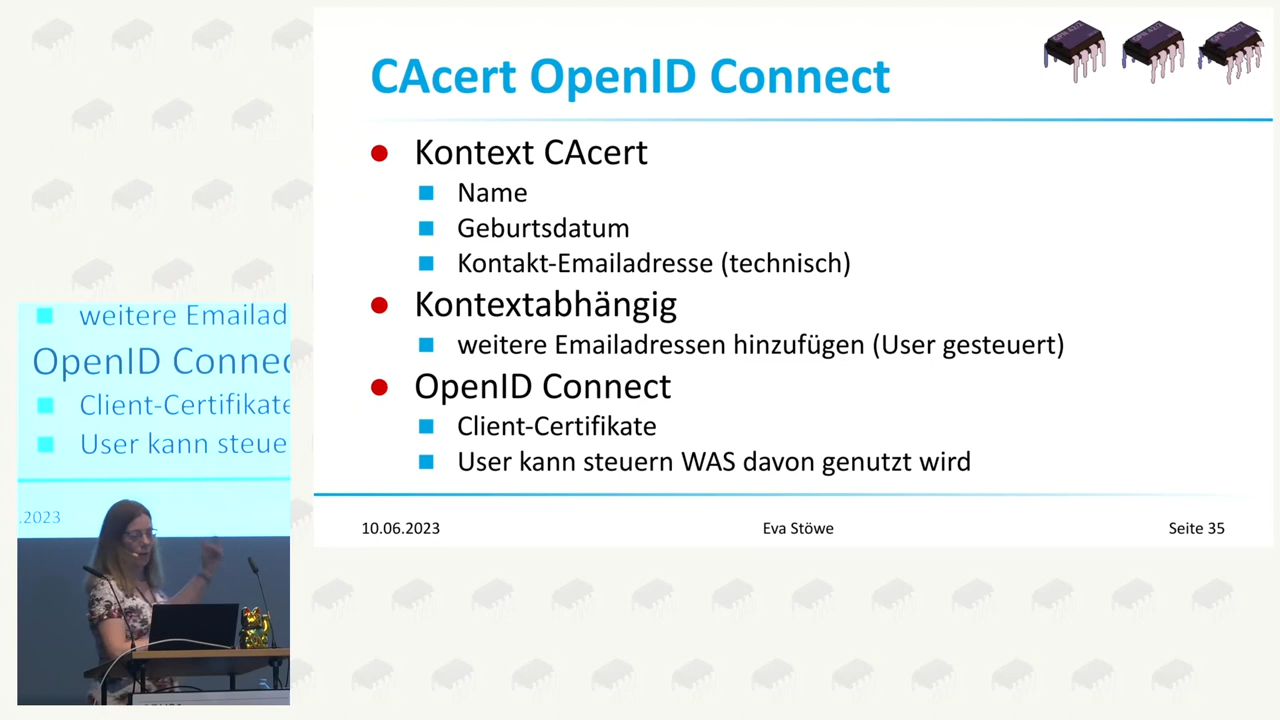 CAcert OpenID Connect
Kontext CAcert
Name
Geburtsdatum
Kontakt-Emailadresse (technisch)
Kontextabhängig
weitere Emailadressen hinzufügen (User gesteuert)
OpenID Connect
Client-Certifikate
User kann steuern WAS davon genutzt wird
10.06.2023
Eva Stöwe
Seite 35
weitere Emailad
OpenID Connec
Client-Certifikate
User kann steue
.2023